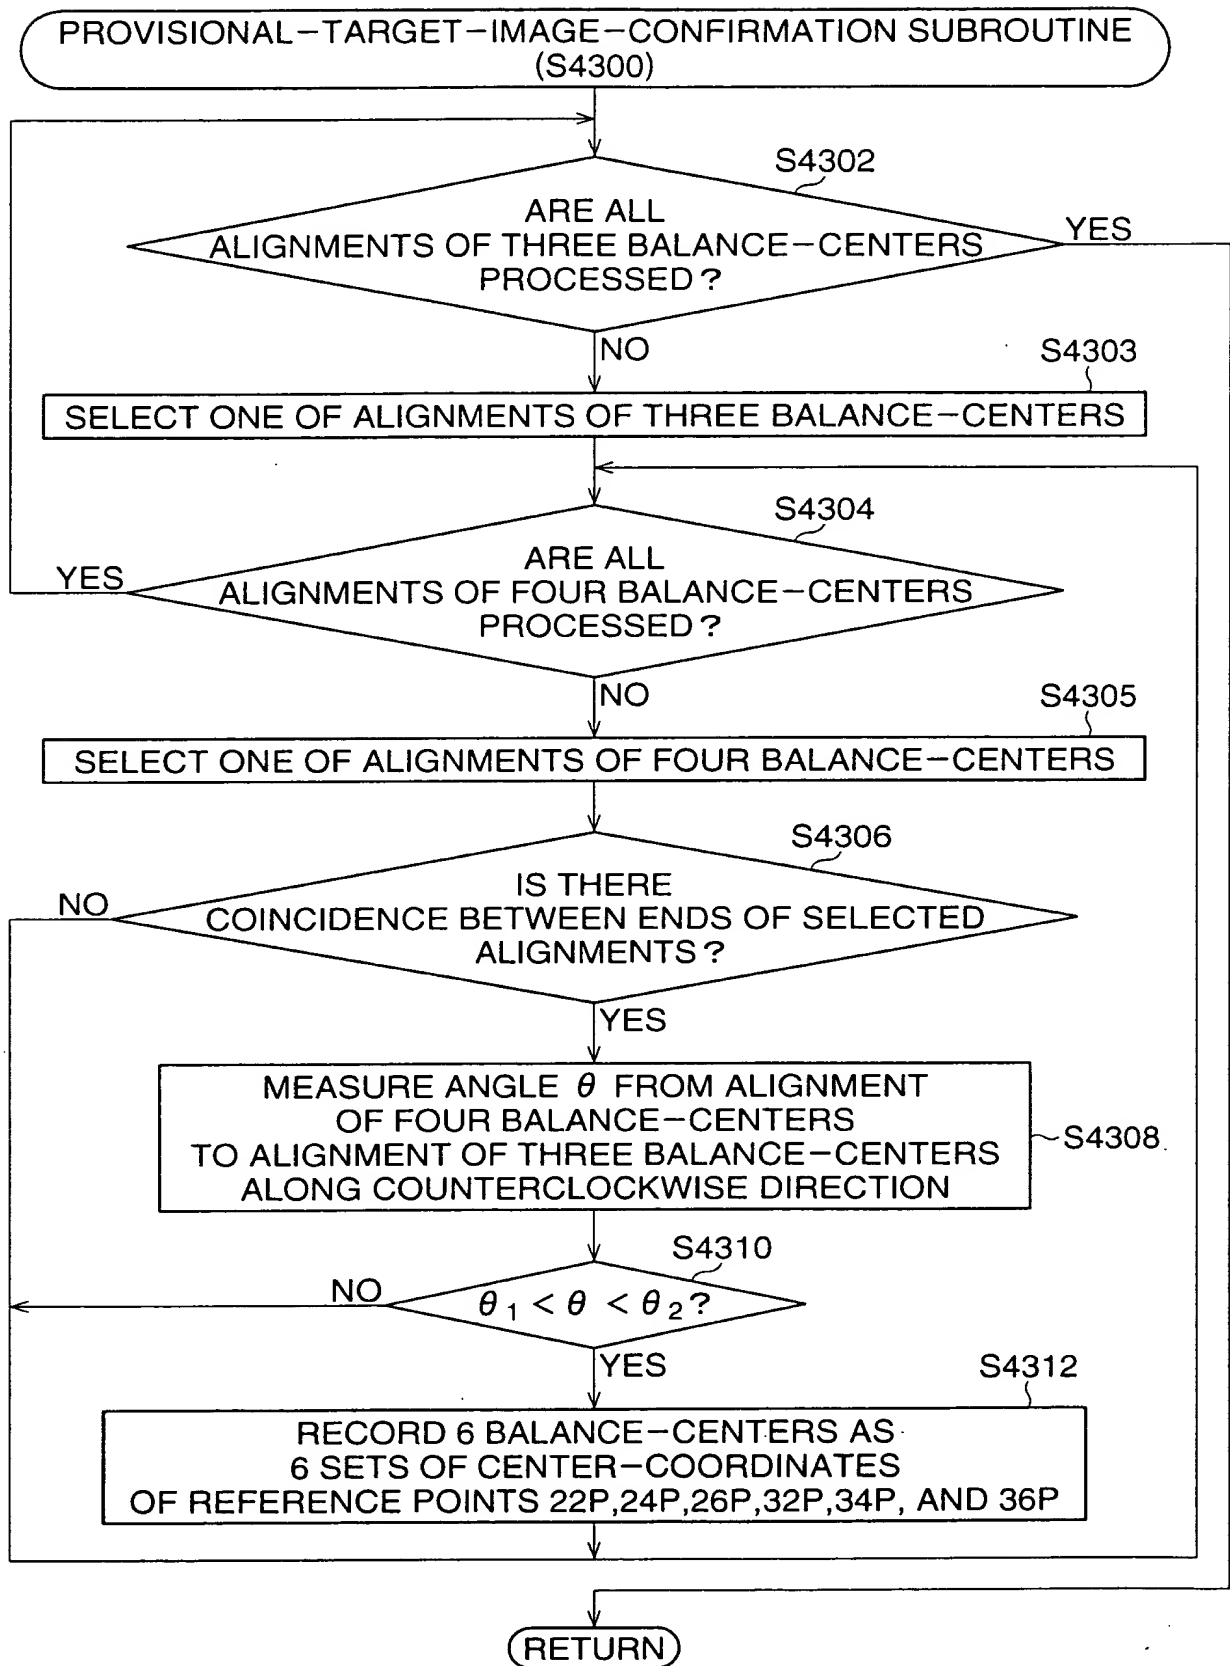 PROVISIONAL-TARGET-IMAGE-CONFIRMATION SUBROUTINE
(S4300)
S4302
ARE ALL
ALIGNMENTS OF THREE BALANCE-CENTERS
PROCESSED?
YES
NO
S4303
SELECT ONE OF ALIGNMENTS OF THREE BALANCE-CENTERS
S4304
ARE ALL
ALIGNMENTS OF FOUR BALANCE-CENTERS
PROCESSED?
YES
NO
S4305
SELECT ONE OF ALIGNMENTS OF FOUR BALANCE-CENTERS
S4306
IS THERE
COINCIDENCE BETWEEN ENDS OF SELECTED
ALIGNMENTS?
NO
YES
MEASURE ANGLE θ FROM ALIGNMENT
OF FOUR BALANCE-CENTERS
TO ALIGNMENT OF THREE BALANCE-CENTERS
ALONG COUNTERCLOCKWISE DIRECTION
S4308
S4310
θ1 < θ < θ2?
NO
YES
S4312
RECORD 6 BALANCE-CENTERS AS
6 SETS OF CENTER-COORDINATES
OF REFERENCE POINTS 22P,24P,26P,32P,34P, AND 36P
RETURN